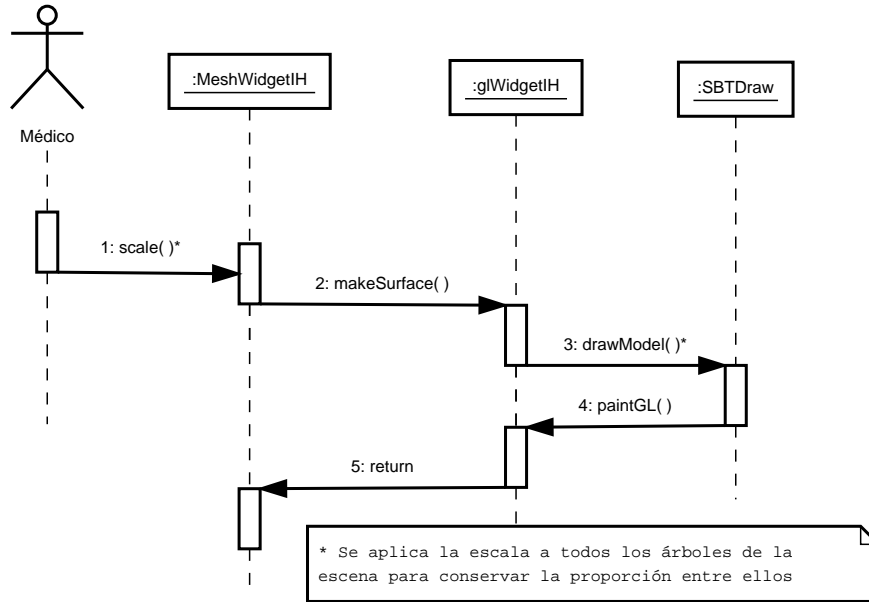 :MeshWidgetIH
:glWidgetIH
:SBTDraw
Médico
1: scale( )*
2: makeSurface( )
3: drawModel( )*
4: paintGL( )
5: return
* Se aplica la escala a todos los árboles de la
escena para conservar la proporción entre ellos